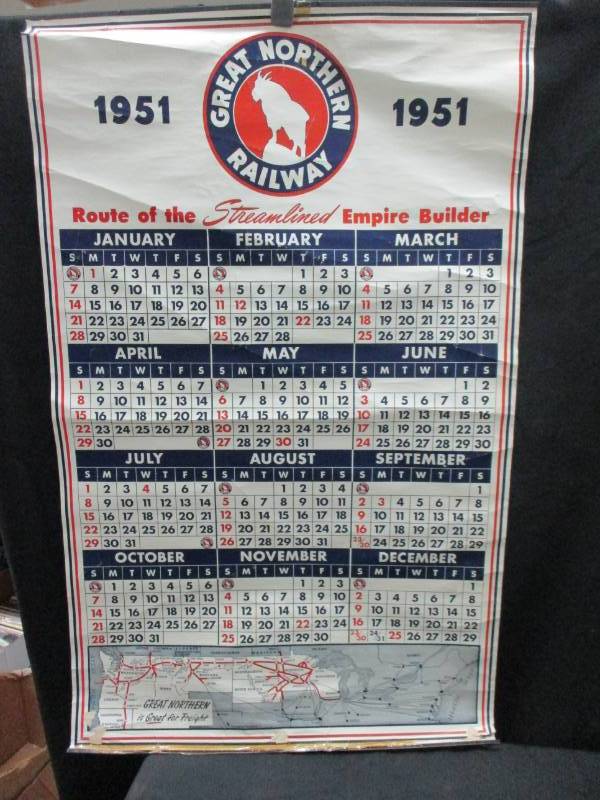 GREAT NORTHERN
RAILWAY
1951 1951
Route of the Streamlined Empire Builder
JANUARY FEBRUARY MARCH
S M T W T F S S M T W T F S S M T W T F S
1 2 3 4 5 6 1 2 3 1 2 3
7 8 9 10 11 12 13 4 5 6 7 8 9 10 4 5 6 7 8 9 10
14 15 16 17 18 19 20 11 12 13 14 15 16 17 11 12 13 14 15 16 17
21 22 23 24 25 26 27 18 19 20 21 22 23 24 18 19 20 21 22 23 24
28 29 30 31 25 26 27 28 25 26 27 28 29 30 31
APRIL MAY JUNE
S M T W T F S S M T W T F S S M T W T F S
1 2 3 4 5 6 7 1 2 3 4 5 1 2
8 9 10 11 12 13 14 6 7 8 9 10 11 12 3 4 5 6 7 8 9
15 16 17 18 19 20 21 13 14 15 16 17 18 19 10 11 12 13 14 15 16
22 23 24 25 26 27 28 20 21 22 23 24 25 26 17 18 19 20 21 22 23
29 30 27 28 29 30 31 24 25 26 27 28 29 30
JULY AUGUST SEPTEMBER
S M T W T F S S M T W T F S S M T W T F S
1 2 3 4 5 6 7 1 2 3 4 1
8 9 10 11 12 13 14 5 6 7 8 9 10 11 2 3 4 5 6 7 8
15 16 17 18 19 20 21 12 13 14 15 16 17 18 9 10 11 12 13 14 15
22 23 24 25 26 27 28 19 20 21 22 23 24 25 16 17 18 19 20 21 22
29 30 31 26 27 28 29 30 31 23/30 24 25 26 27 28 29
OCTOBER NOVEMBER DECEMBER
S M T W T F S S M T W T F S S M T W T F S
1 2 3 4 5 6 1 2 3 1
7 8 9 10 11 12 13 4 5 6 7 8 9 10 2 3 4 5 6 7 8
14 15 16 17 18 19 20 11 12 13 14 15 16 17 9 10 11 12 13 14 15
21 22 23 24 25 26 27 18 19 20 21 22 23 24 16 17 18 19 20 21 22
28 29 30 31 25 26 27 28 29 30 23/30 24/31 25 26 27 28 29
GREAT NORTHERN
is Great for Freight